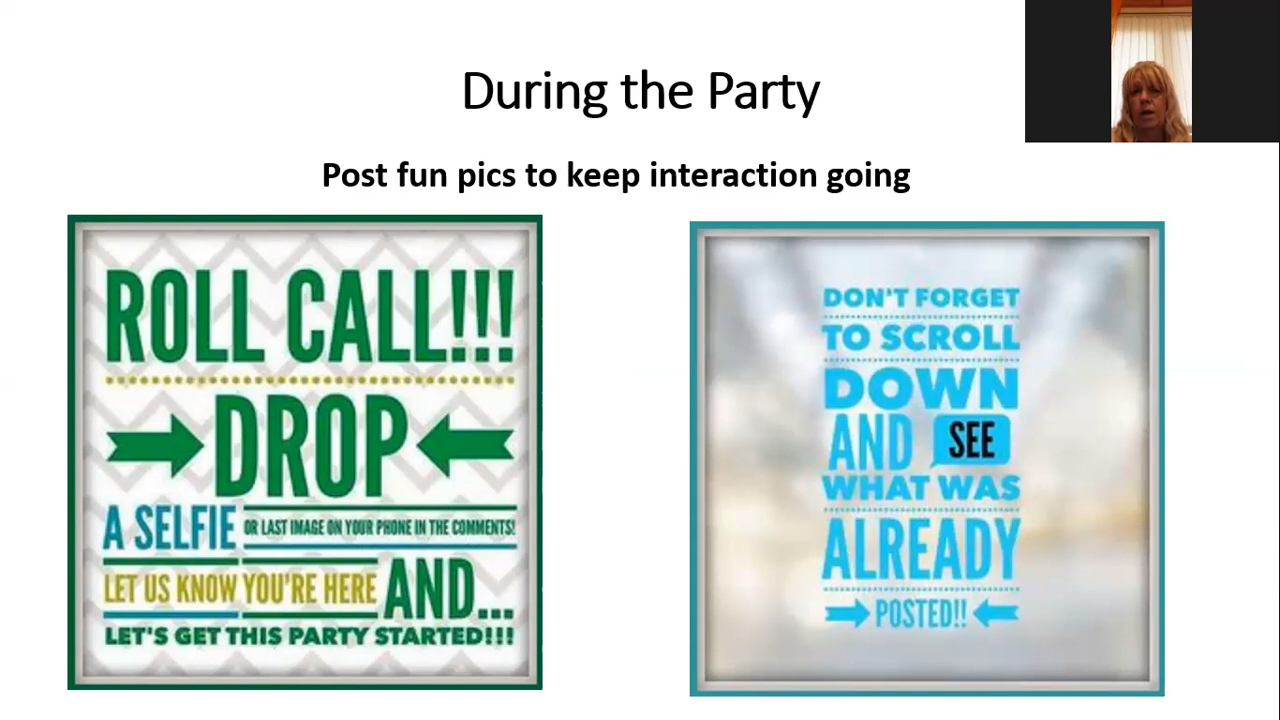 During the Party
Post fun pics to keep interaction going
ROLL CALL!!!
DROP
A SELFIE OR LAST IMAGE ON YOUR PHONE IN THE COMMENTS!
LET US KNOW YOU'RE HERE AND...
LET'S GET THIS PARTY STARTED!!!
DON'T FORGET
TO SCROLL
DOWN
AND SEE
WHAT WAS
ALREADY
POSTED!!